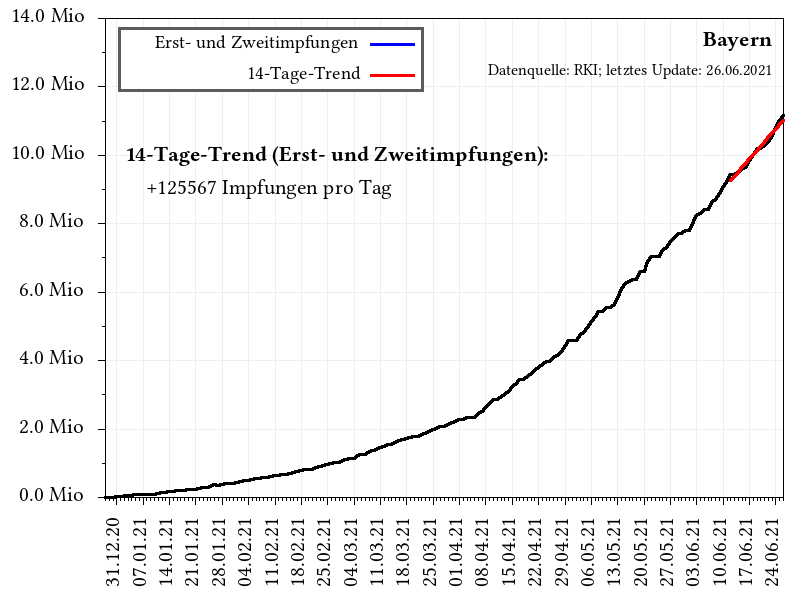 14.0 Mio
12.0 Mio
10.0 Mio
8.0 Mio
6.0 Mio
4.0 Mio
2.0 Mio
0.0 Mio
Erst- und Zweitimpfungen
14-Tage-Trend
Bayern
Datenquelle: RKI; letztes Update: 26.06.2021
14-Tage-Trend (Erst- und Zweitimpfungen):
+125567 Impfungen pro Tag
31.12.20
07.01.21
14.01.21
21.01.21
28.01.21
04.02.21
11.02.21
18.02.21
25.02.21
04.03.21
11.03.21
18.03.21
25.03.21
01.04.21
08.04.21
15.04.21
22.04.21
29.04.21
06.05.21
13.05.21
20.05.21
27.05.21
03.06.21
10.06.21
17.06.21
24.06.21